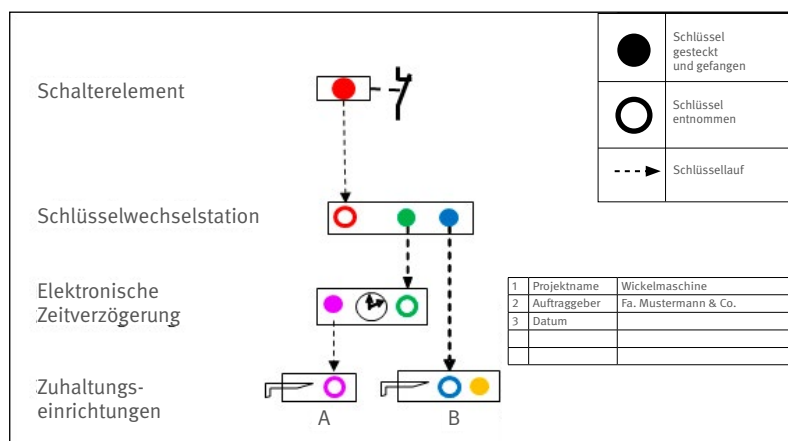 Schalterelement
Schlüsselwechselstation
Elektronische
Zeitverzögerung
Zuhaltungs-
einrichtungen
A
B
Schlüssel
gesteckt
und gefangen
Schlüssel
entnommen
Schlüssellauf
1 Projektname Wickelmaschine
2 Auftraggeber Fa. Mustermann & Co.
3 Datum